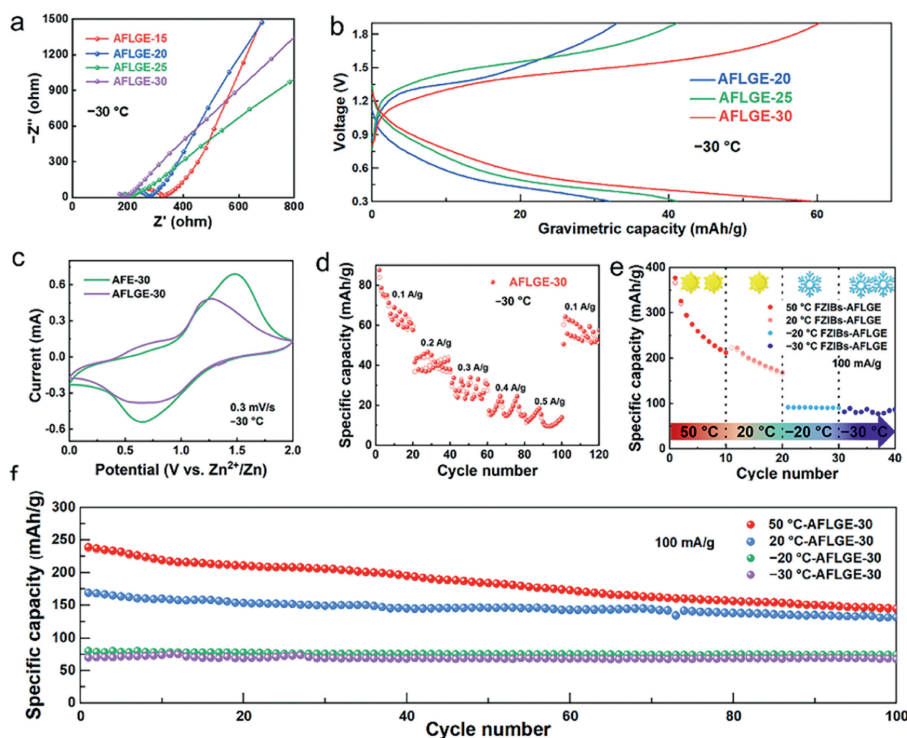 a
1500
1200
900
600
300
0
−Z'' (ohm)
AFLGE-15
AFLGE-20
AFLGE-25
AFLGE-30
−30 °C
0 200 400 600 800
Z' (ohm)
b
1.8
1.5
1.2
0.9
0.6
0.3
Voltage (V)
AFLGE-20
AFLGE-25
AFLGE-30
−30 °C
0 20 40 60
Gravimetric capacity (mAh/g)
c
0.9
0.6
0.3
0.0
-0.3
-0.6
Current (mA)
AFE-30
AFLGE-30
0.3 mV/s
−30 °C
0.0 0.5 1.0 1.5 2.0
Potential (V vs. Zn2+/Zn)
d
80
60
40
20
0
Specific capacity (mAh/g)
AFLGE-30
−30 °C
0.1 A/g
0.2 A/g
0.3 A/g
0.4 A/g
0.5 A/g
0.1 A/g
0 20 40 60 80 100 120
Cycle number
e
400
300
200
100
0
Specific capacity (mAh/g)
50 °C FZIBs-AFLGE
20 °C FZIBs-AFLGE
−20 °C FZIBs-AFLGE
−30 °C FZIBs-AFLGE
100 mA/g
50 °C 20 °C −20 °C −30 °C
0 10 20 30 40
Cycle number
f
300
250
200
150
100
50
0
Specific capacity (mAh/g)
100 mA/g
50 °C-AFLGE-30
20 °C-AFLGE-30
−20 °C-AFLGE-30
−30 °C-AFLGE-30
0 20 40 60 80 100
Cycle number